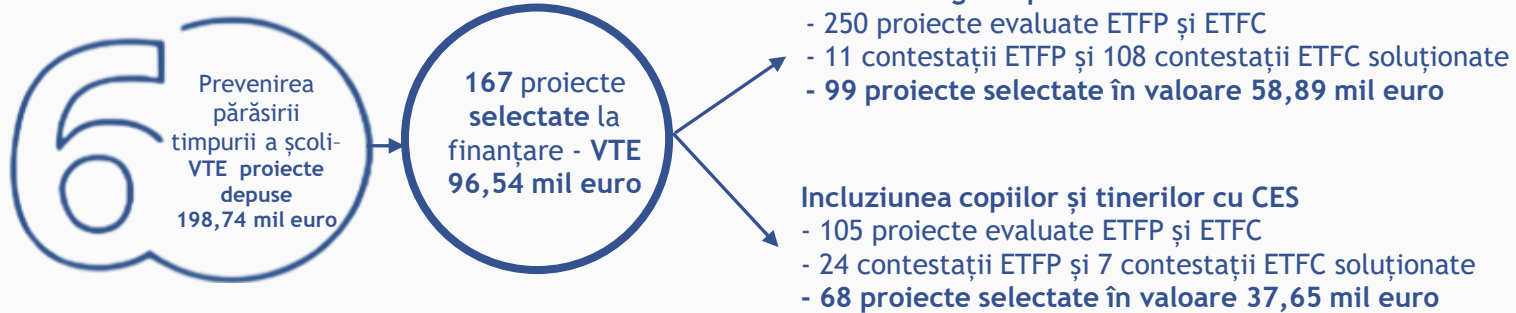 6
Prevenirea
părăsirii
timpurii a școli–
VTE proiecte
depuse
198,74 mil euro
167 proiecte
selectate la
finanțare - VTE
96,54 mil euro
- 250 proiecte evaluate ETFP și ETFC
- 11 contestații ETFP și 108 contestații ETFC soluționate
- 99 proiecte selectate în valoare 58,89 mil euro
Incluziunea copiilor și tinerilor cu CES
- 105 proiecte evaluate ETFP și ETFC
- 24 contestații ETFP și 7 contestații ETFC soluționate
- 68 proiecte selectate în valoare 37,65 mil euro